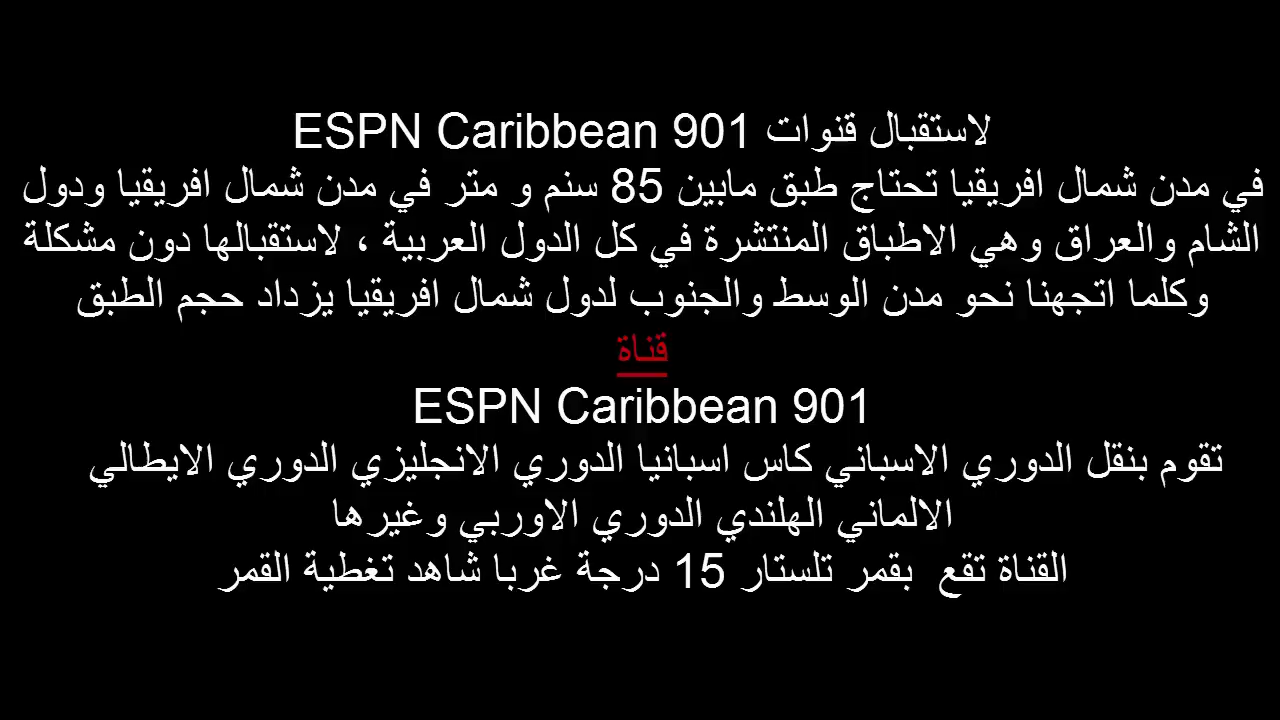 لاستقبال قنوات ESPN Caribbean 901
في مدن شمال افريقيا تحتاج طبق مابين 85 سنم و متر في مدن شمال افريقيا ودول
الشام والعراق وهي الاطباق المنتشرة في كل الدول العربية ، لاستقبالها دون مشكلة
وكلما اتجهنا نحو مدن الوسط والجنوب لدول شمال افريقيا يزداد حجم الطبق
قناة
ESPN Caribbean 901
تقوم بنقل الدوري الاسباني كاس اسبانيا الدوري الانجليزي الدوري الايطالي
الالماني الهلندي الدوري الاوربي وغيرها
القناة تقع  بقمر تلستار 15 درجة غربا شاهد تغطية القمر